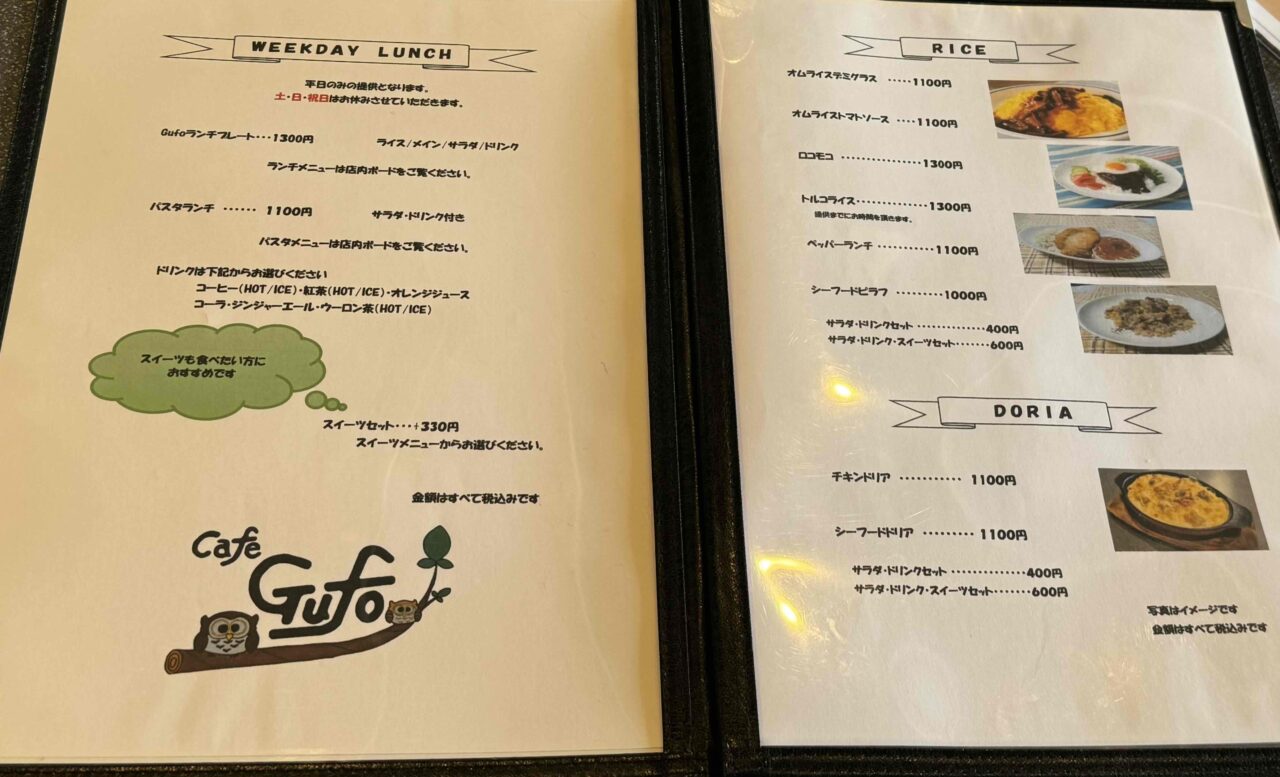 WEEKDAY LUNCH
平日のみの提供となります。
土・日・祝日はお休みさせていただきます。
Gufoランチプレート・・・1300円 ライス/メイン/サラダ/ドリンク
ランチメニューは店内ボードをご覧ください。
パスタランチ ・・・・・・ 1100円 サラダ・ドリンク付き
パスタメニューは店内ボードをご覧ください。
ドリンクは下記からお選びください
コーヒー(HOT/ICE)・紅茶(HOT/ICE)・オレンジジュース
コーラ・ジンジャーエール・ウーロン茶(HOT/ICE)
スイーツも食べたい方に
おすすめです
スイーツセット・・・+330円
スイーツメニューからお選びください。
金額はすべて税込みです
Cafe
Gufo
RICE
オムライスデミグラス ・・・・・1100円
オムライストマトソース ・・・・1100円
ロコモコ ・・・・・・・・・・・・・・・・1300円
トルコライス・・・・・・・・・・・・・・1300円
提供までにお時間を頂きます。
ペッパーランチ ・・・・・・・・・・・1100円
シーフードピラフ ・・・・・・・・・1000円
サラダ・ドリンクセット ・・・・・・・・・・・・・・400円
サラダ・ドリンク・スイーツセット・・・・・・・600円
DORIA
チキンドリア ・・・・・・・・・・・ 1100円
シーフードドリア ・・・・・・・・・ 1100円
サラダ・ドリンクセット ・・・・・・・・・・・・・・400円
サラダ・ドリンク・スイーツセット・・・・・・・600円
写真はイメージです
金額はすべて税込みです